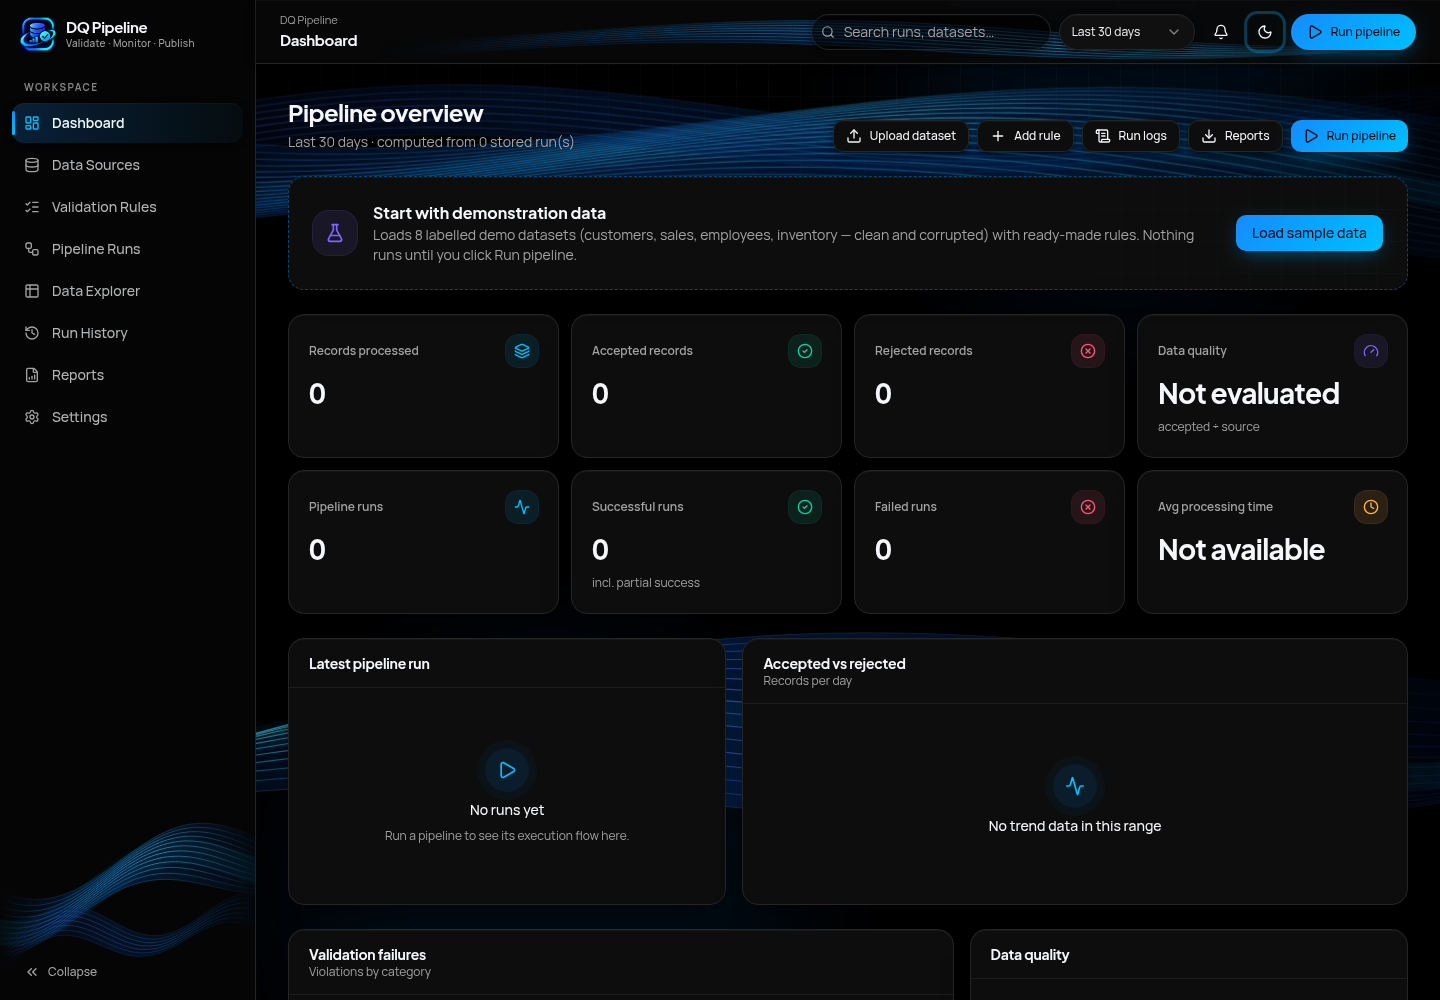 DQ Pipeline
Validate · Monitor · Publish
WORKSPACE
Dashboard
Data Sources
Validation Rules
Pipeline Runs
Data Explorer
Run History
Reports
Settings
Collapse
DQ Pipeline
Dashboard
Search runs, datasets...
Last 30 days
Run pipeline
Pipeline overview
Last 30 days · computed from 0 stored run(s)
Upload dataset
Add rule
Run logs
Reports
Run pipeline
Start with demonstration data
Loads 8 labelled demo datasets (customers, sales, employees, inventory — clean and corrupted) with ready-made rules. Nothing
runs until you click Run pipeline.
Load sample data
Records processed
0
Accepted records
0
Rejected records
0
Data quality
Not evaluated
accepted ÷ source
Pipeline runs
0
Successful runs
0
incl. partial success
Failed runs
0
Avg processing time
Not available
Latest pipeline run
No runs yet
Run a pipeline to see its execution flow here.
Accepted vs rejected
Records per day
No trend data in this range
Validation failures
Violations by category
Data quality